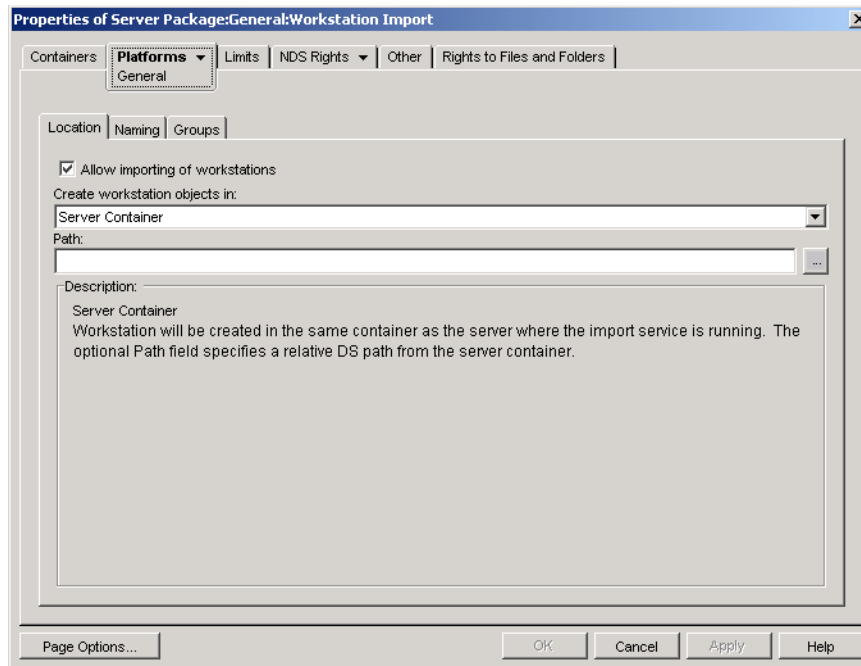 Properties of Server Package:General:Workstation Import
Containers Platforms Limits NDS Rights Other Rights to Files and Folders
General
Location Naming Groups
Allow importing of workstations
Create workstation objects in:
Server Container
Path:
...
Description:
Server Container
Workstation will be created in the same container as the server where the import service is running. The
optional Path field specifies a relative DS path from the server container.
Page Options... OK Cancel Apply Help